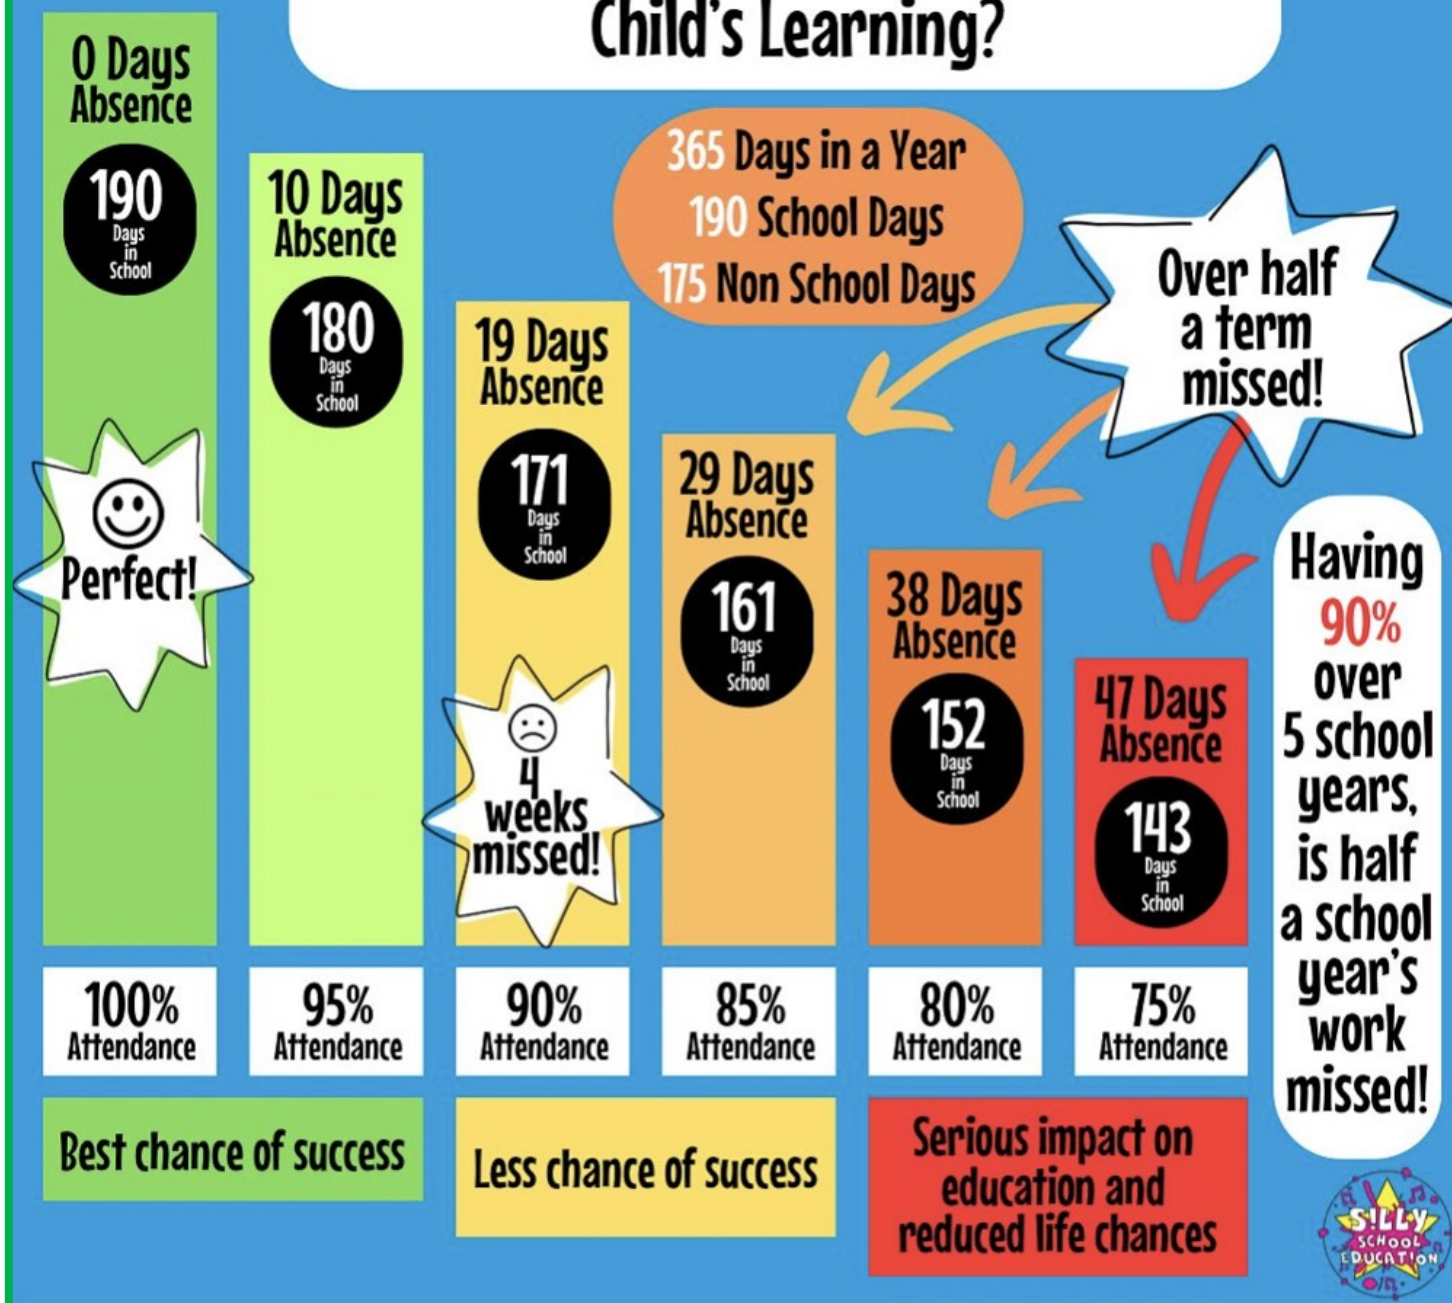 Child's Learning?
0 Days
Absence
190
Days
in
School
Perfect!
10 Days
Absence
180
Days
in
School
365 Days in a Year
190 School Days
175 Non School Days
19 Days
Absence
171
Days
in
School
4
weeks
missed!
29 Days
Absence
161
Days
in
School
38 Days
Absence
152
Days
in
School
47 Days
Absence
143
Days
in
School
Over half
a term
missed!
Having
90%
over
5 school
years,
is half
a school
year's
work
missed!
100%
Attendance
95%
Attendance
90%
Attendance
85%
Attendance
80%
Attendance
75%
Attendance
Best chance of success
Less chance of success
Serious impact on
education and
reduced life chances
S!LLY
SCHOOL
EDUCAT!ON